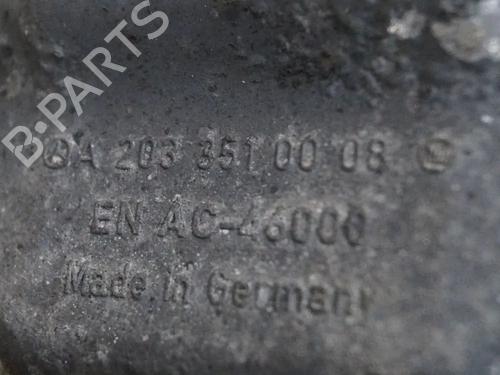 B-PARTS
A 203 351 00 08
EN AC-46000
Made in Germany